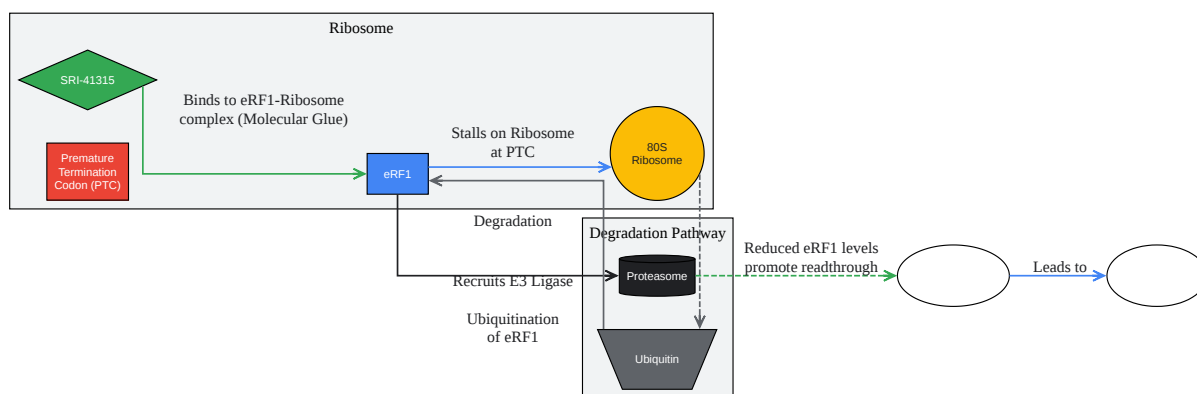 Ribosome
SRI-41315
Binds to eRF1-Ribosome
complex (Molecular Glue)
Premature
Termination
Codon (PTC)
eRF1
Stalls on Ribosome
at PTC
80S
Ribosome
Degradation
Degradation Pathway
Recruits E3 Ligase
Proteasome
Reduced eRF1 levels
promote readthrough
Leads to
Ubiquitination
of eRF1
Ubiquitin